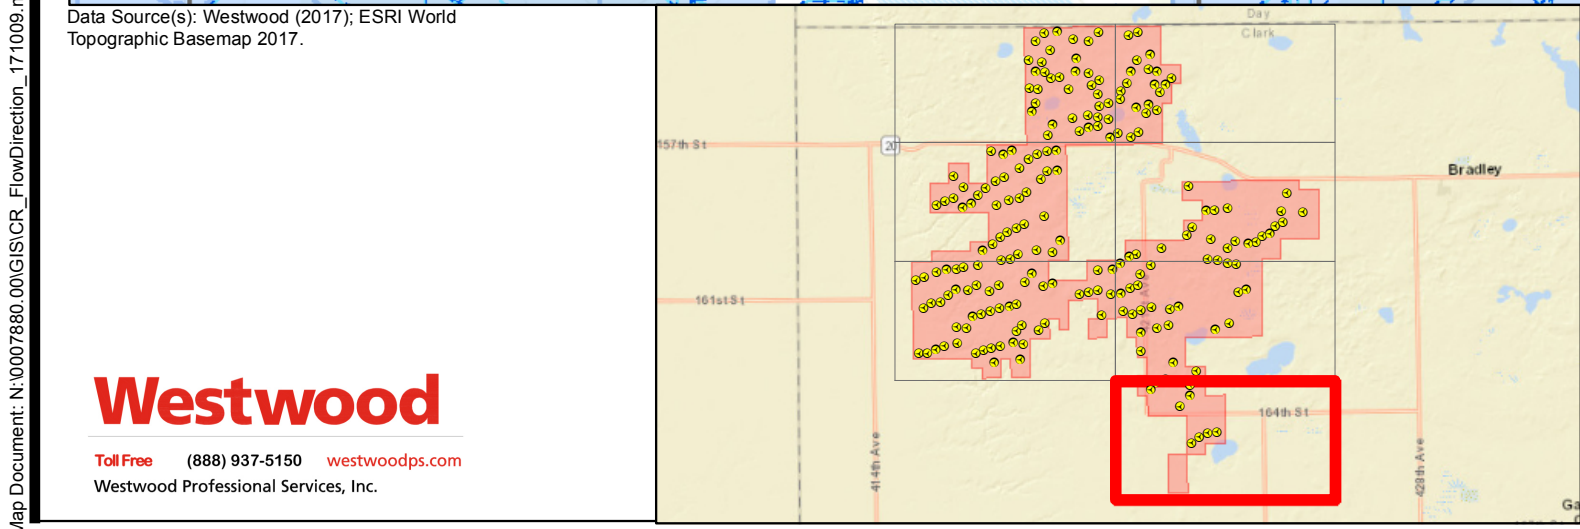 Map Document: N:\0007880.00\GIS\CR_FlowDirection_171009.m
Data Source(s): Westwood (2017); ESRI World
Topographic Basemap 2017.
Westwood
Toll Free (888) 937-5150 westwoodps.com
Westwood Professional Services, Inc.
Day
Clark
157th St
20
Bradley
161st St
164th St
414th Ave
428th Ave
Ga